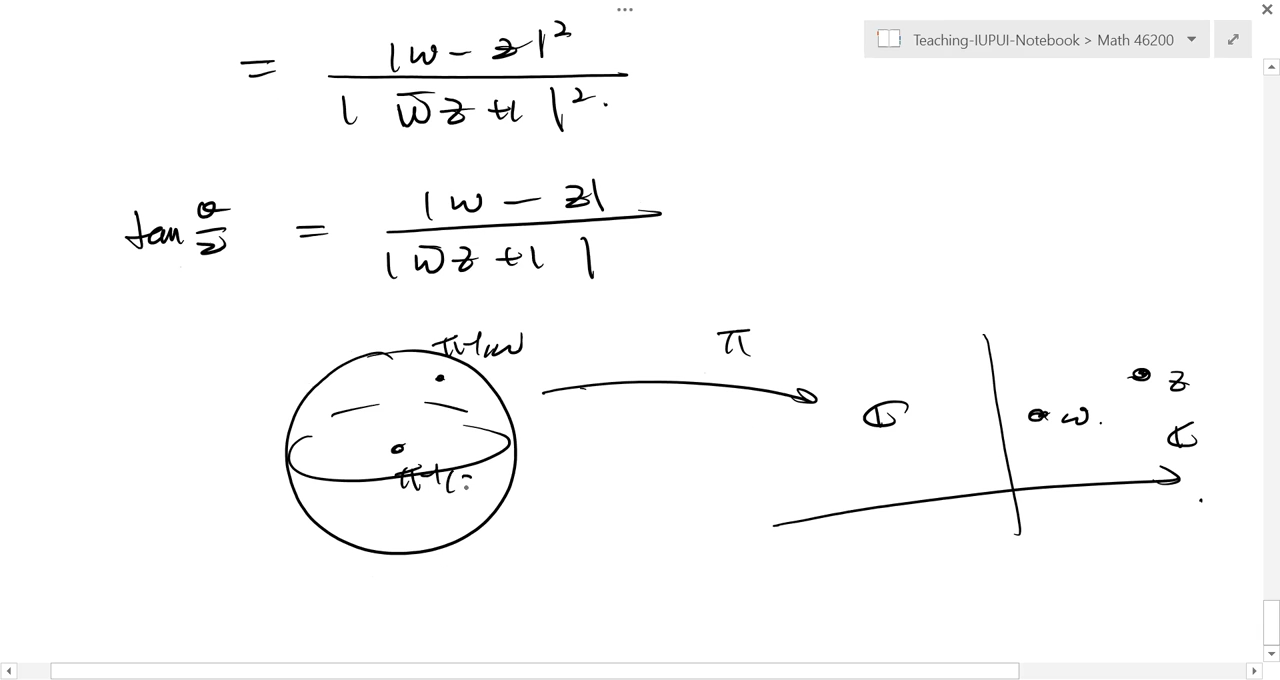 Teaching-IUPUI-Notebook > Math 46200
= |w - z|² / |w̄z + 1|².
tan θ/2 = |w - z| / |w̄z + 1|
π⁻¹(w)
π
z
ℂ
w.
ℂ
π⁻¹(z